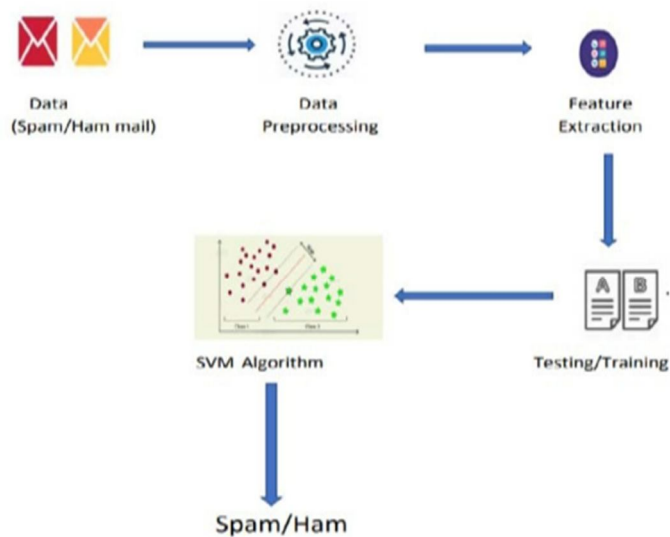 Data
(Spam/Ham mail)
Data
Preprocessing
Feature
Extraction
A
B
SVM Algorithm
Testing/Training
Spam/Ham